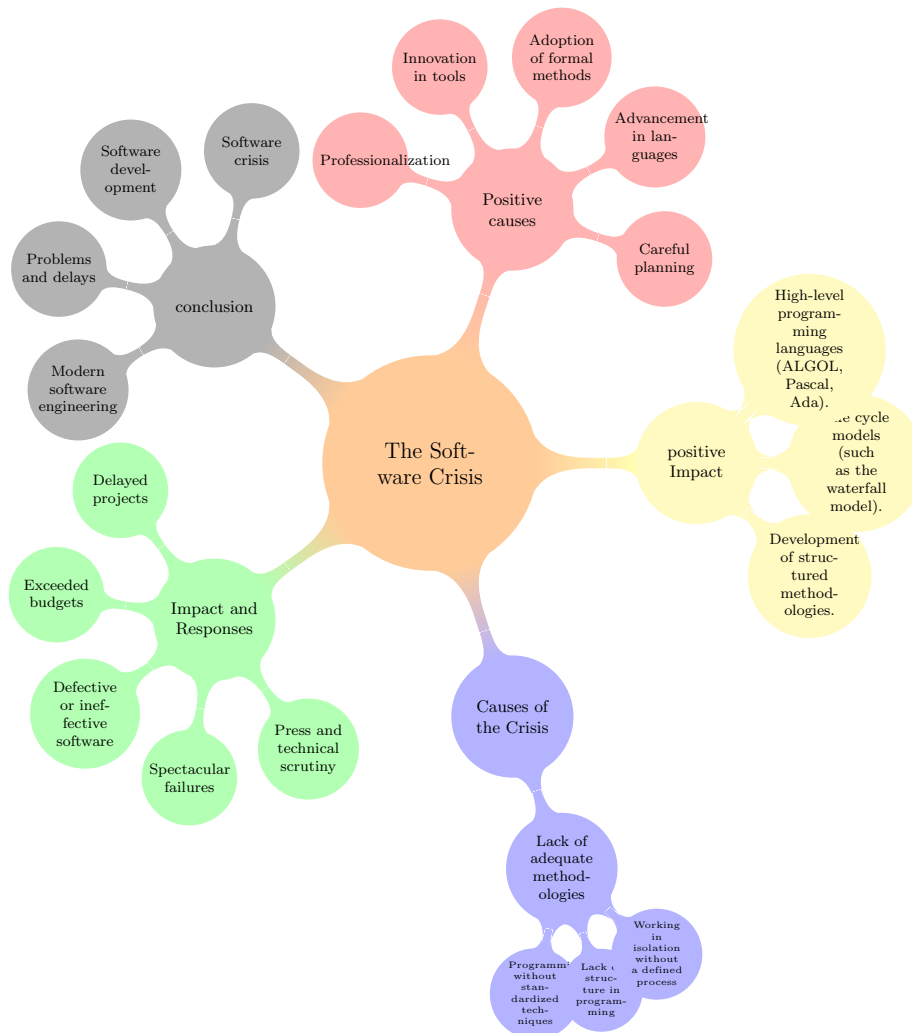 The Soft-
ware Crisis
Positive
causes
Professionalization
Innovation
in tools
Adoption
of formal
methods
Advancement
in lan-
guages
Careful
planning
positive
Impact
High-level
program-
ming
languages
(ALGOL,
Pascal,
Ada).
cycle
models
(such
as the
waterfall
model).
Development
of struc-
tured
method-
ologies.
Causes of
the Crisis
Lack of
adequate
method-
ologies
Working
in
isolation
without
a defined
process
Lack
struc-
ture in
program-
ming
without
stan-
dardized
tech-
niques
Impact and
Responses
Delayed
projects
Exceeded
budgets
Defective
or inef-
fective
software
Spectacular
failures
Press and
technical
scrutiny
conclusion
Software
crisis
Software
devel-
opment
Problems
and delays
Modern
software
engineering